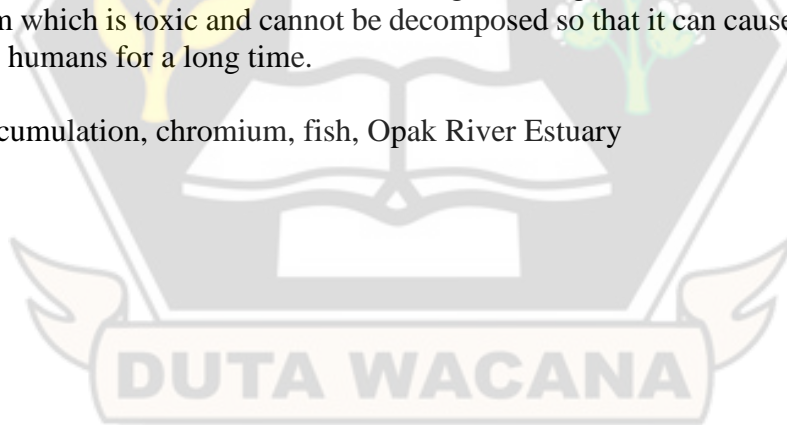 which is toxic and cannot be decomposed so that it can cause
humans for a long time.
cumulation, chromium, fish, Opak River Estuary
DUTA WACANA